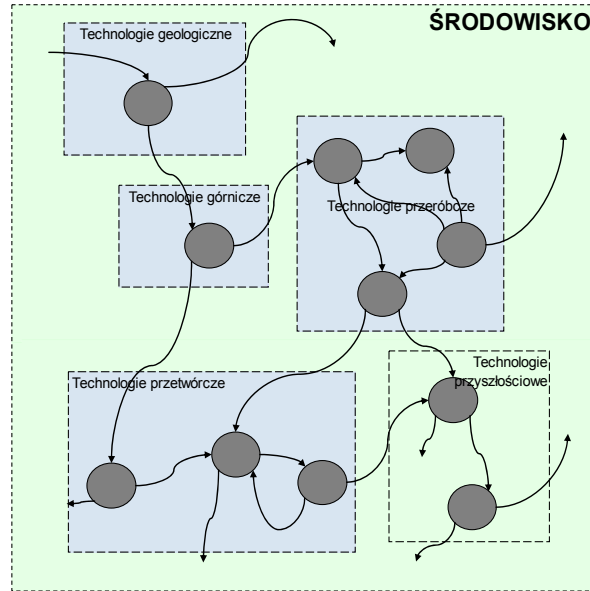 ŚRODOWISKO
Technologie geologiczne
Technologie górnicze
Technologie przeróbcze
Technologie przetwórcze
Technologie
przyszłościowe